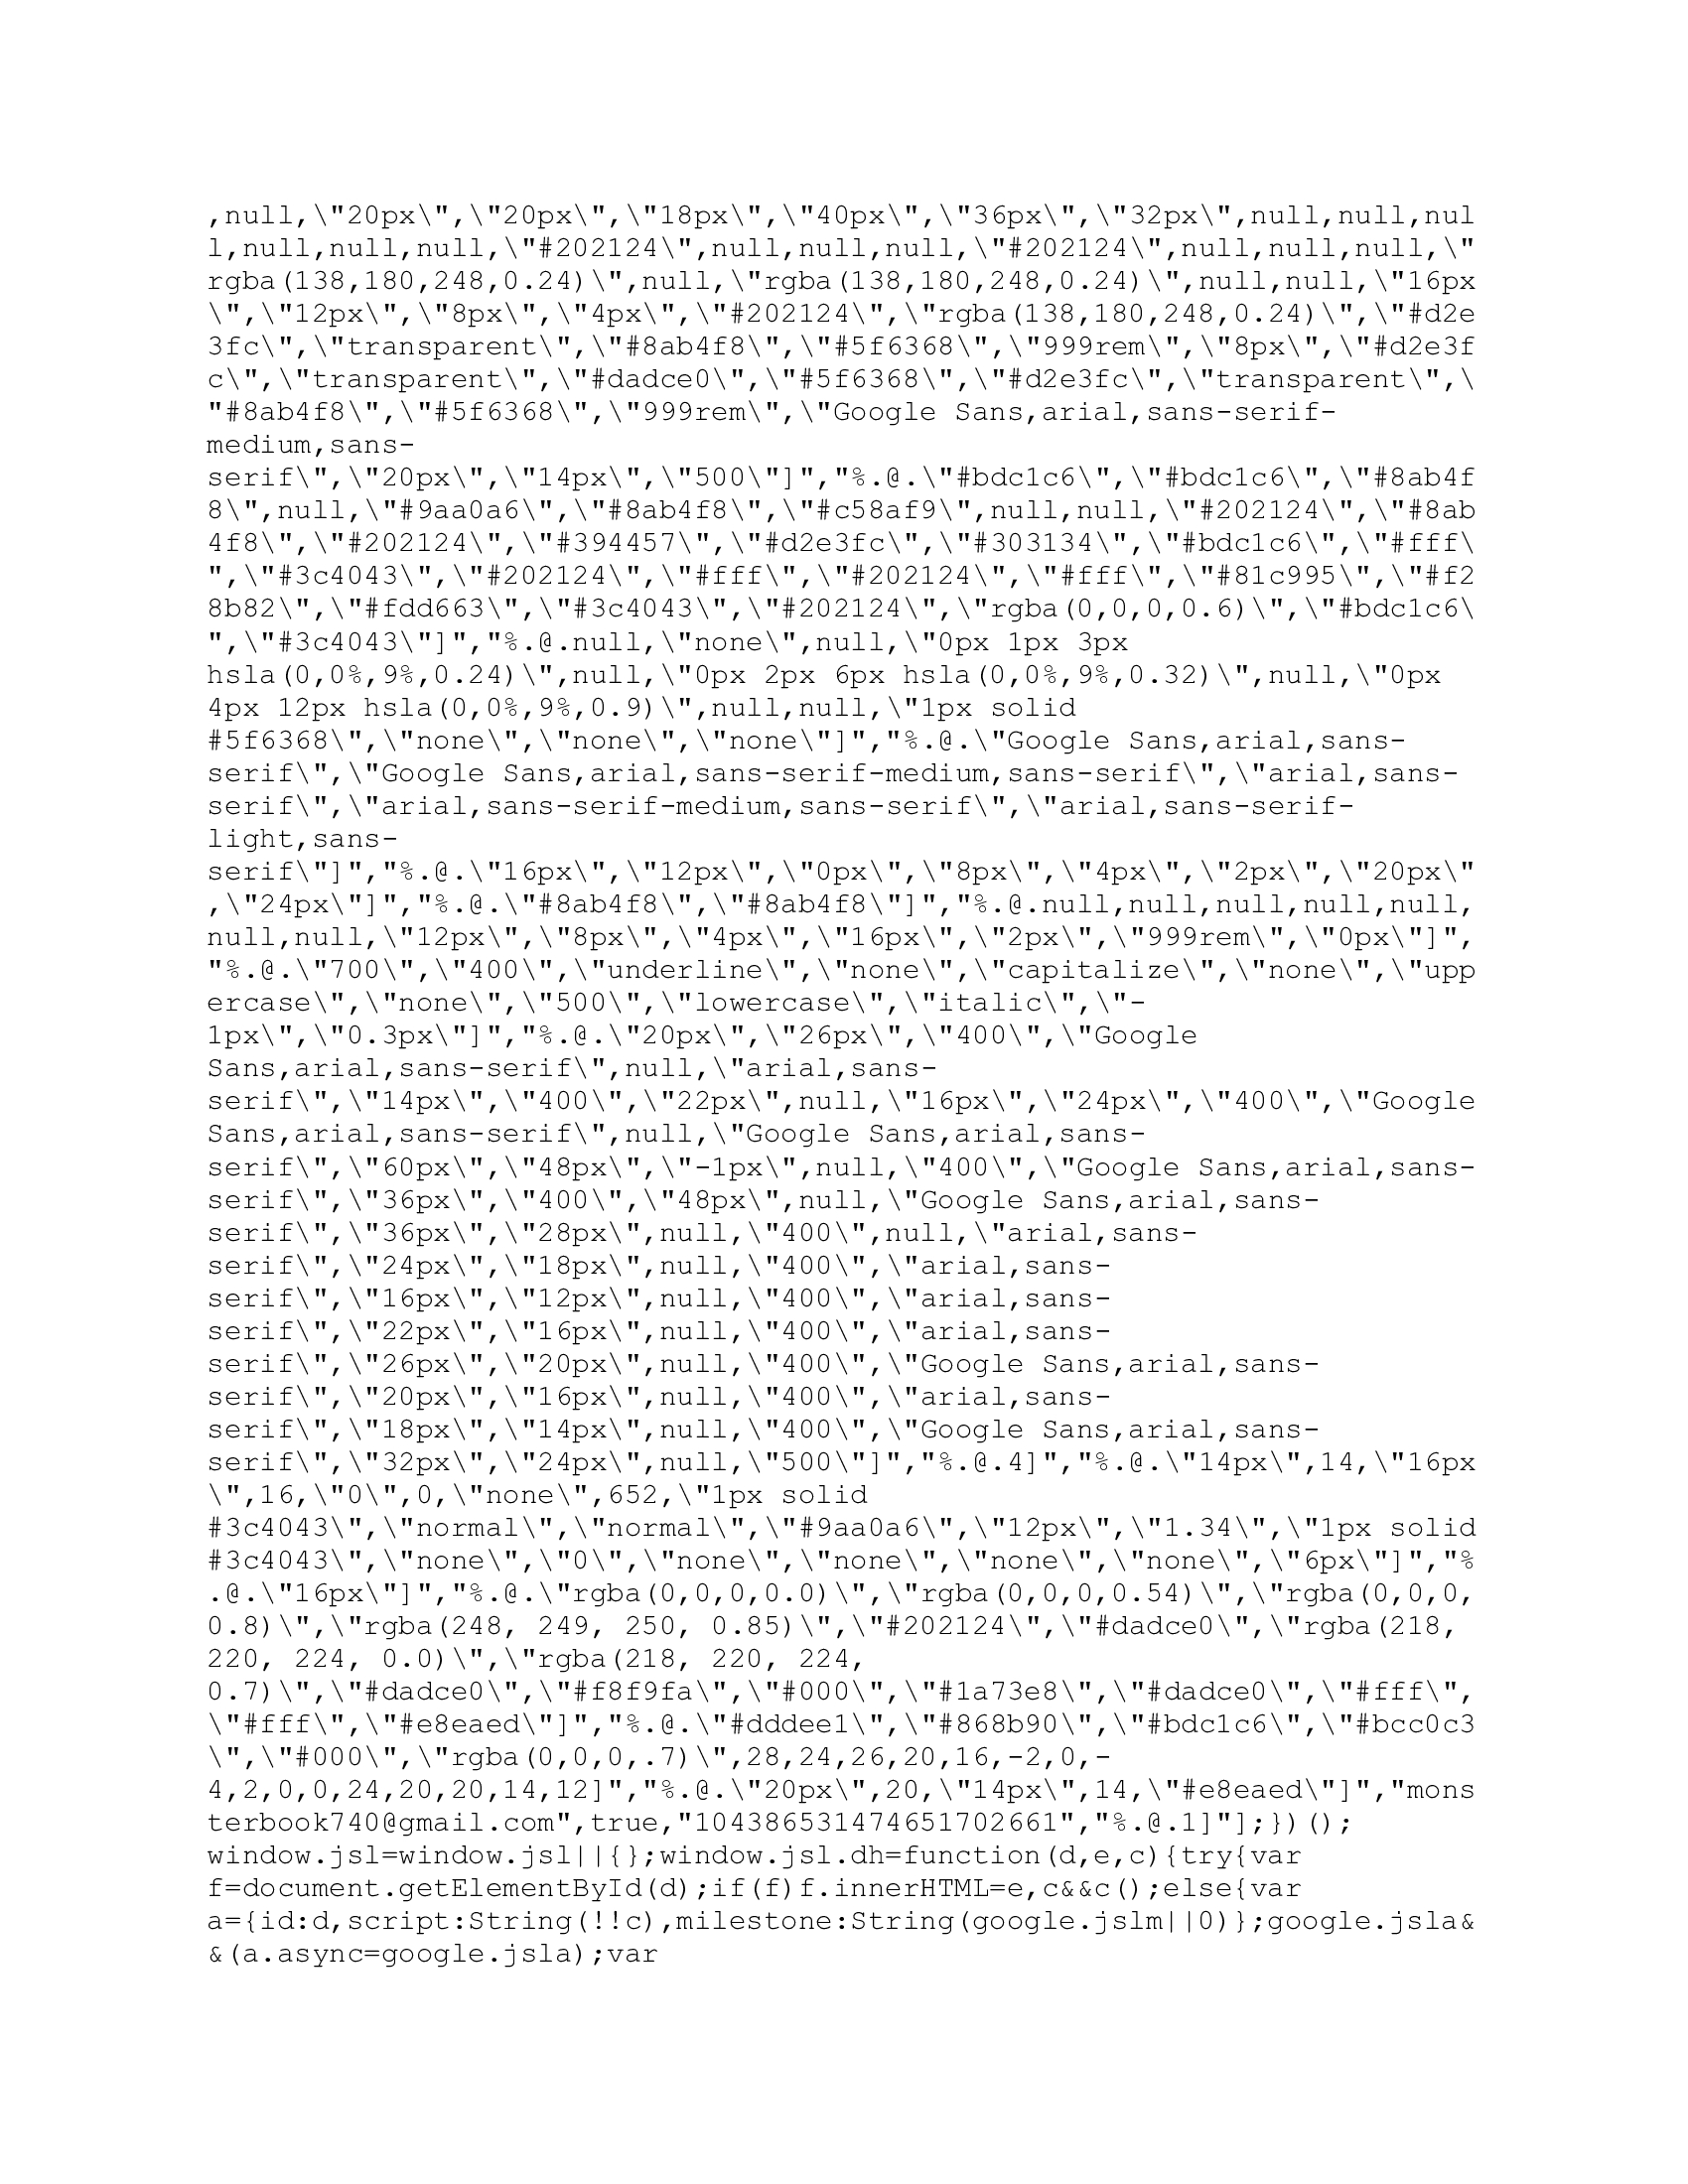 ,null,\"20px\",\"20px\",\"18px\",\"40px\",\"36px\",\"32px\",null,null,nul
l,null,null,null,\"#202124\",null,null,null,\"#202124\",null,null,null,\"
rgba(138,180,248,0.24)\",null,\"rgba(138,180,248,0.24)\",null,null,\"16px
\",\"12px\",\"8px\",\"4px\",\"#202124\",\"rgba(138,180,248,0.24)\",\"#d2e
3fc\",\"transparent\",\"#8ab4f8\",\"#5f6368\",\"999rem\",\"8px\",\"#d2e3f
c\",\"transparent\",\"#dadce0\",\"#5f6368\",\"#d2e3fc\",\"transparent\",\
"#8ab4f8\",\"#5f6368\",\"999rem\",\"Google Sans,arial,sans-serif-
medium,sans-
serif\",\"20px\",\"14px\",\"500\"]","%.@.\"#bdc1c6\",\"#bdc1c6\",\"#8ab4f
8\",null,\"#9aa0a6\",\"#8ab4f8\",\"#c58af9\",null,null,\"#202124\",\"#8ab
4f8\",\"#202124\",\"#394457\",\"#d2e3fc\",\"#303134\",\"#bdc1c6\",\"#fff\
",\"#3c4043\",\"#202124\",\"#fff\",\"#202124\",\"#fff\",\"#81c995\",\"#f2
8b82\",\"#fdd663\",\"#3c4043\",\"#202124\",\"rgba(0,0,0,0.6)\",\"#bdc1c6\
",\"#3c4043\"]","%.@.null,\"none\",null,\"0px 1px 3px
hsla(0,0%,9%,0.24)\",null,\"0px 2px 6px hsla(0,0%,9%,0.32)\",null,\"0px
4px 12px hsla(0,0%,9%,0.9)\",null,null,\"1px solid
#5f6368\",\"none\",\"none\",\"none\"]","%.@.\"Google Sans,arial,sans-
serif\",\"Google Sans,arial,sans-serif-medium,sans-serif\",\"arial,sans-
serif\",\"arial,sans-serif-medium,sans-serif\",\"arial,sans-serif-
light,sans-
serif\"]","%.@.\"16px\",\"12px\",\"0px\",\"8px\",\"4px\",\"2px\",\"20px\"
,\"24px\"]","%.@.\"#8ab4f8\",\"#8ab4f8\"]","%.@.null,null,null,null,null,
null,null,\"12px\",\"8px\",\"4px\",\"16px\",\"2px\",\"999rem\",\"0px\"]",
"%.@.\"700\",\"400\",\"underline\",\"none\",\"capitalize\",\"none\",\"upp
ercase\",\"none\",\"500\",\"lowercase\",\"italic\",\"-
1px\",\"0.3px\"]","%.@.\"20px\",\"26px\",\"400\",\"Google
Sans,arial,sans-serif\",null,\"arial,sans-
serif\",\"14px\",\"400\",\"22px\",null,\"16px\",\"24px\",\"400\",\"Google
Sans,arial,sans-serif\",null,\"Google Sans,arial,sans-
serif\",\"60px\",\"48px\",\"-1px\",null,\"400\",\"Google Sans,arial,sans-
serif\",\"36px\",\"400\",\"48px\",null,\"Google Sans,arial,sans-
serif\",\"36px\",\"28px\",null,\"400\",null,\"arial,sans-
serif\",\"24px\",\"18px\",null,\"400\",\"arial,sans-
serif\",\"16px\",\"12px\",null,\"400\",\"arial,sans-
serif\",\"22px\",\"16px\",null,\"400\",\"arial,sans-
serif\",\"26px\",\"20px\",null,\"400\",\"Google Sans,arial,sans-
serif\",\"20px\",\"16px\",null,\"400\",\"arial,sans-
serif\",\"18px\",\"14px\",null,\"400\",\"Google Sans,arial,sans-
serif\",\"32px\",\"24px\",null,\"500\"]","%.@.4]","%.@.\"14px\",14,\"16px
\",16,\"0\",0,\"none\",652,\"1px solid
#3c4043\",\"normal\",\"normal\",\"#9aa0a6\",\"12px\",\"1.34\",\"1px solid
#3c4043\",\"none\",\"0\",\"none\",\"none\",\"none\",\"none\",\"6px\"]","%
.@.\"16px\"]","%.@.\"rgba(0,0,0,0.0)\",\"rgba(0,0,0,0.54)\",\"rgba(0,0,0,
0.8)\",\"rgba(248, 249, 250, 0.85)\",\"#202124\",\"#dadce0\",\"rgba(218,
220, 224, 0.0)\",\"rgba(218, 220, 224,
0.7)\",\"#dadce0\",\"#f8f9fa\",\"#000\",\"#1a73e8\",\"#dadce0\",\"#fff\",
\"#fff\",\"#e8eaed\"]","%.@.\"#dddee1\",\"#868b90\",\"#bdc1c6\",\"#bcc0c3
\",\"#000\",\"rgba(0,0,0,.7)\",28,24,26,20,16,-2,0,-
4,2,0,0,24,20,20,14,12]","%.@.\"20px\",20,\"14px\",14,\"#e8eaed\"]","mons
terbook740@gmail.com",true,"104386531474651702661","%.@.1]"];})();
window.jsl=window.jsl||{};window.jsl.dh=function(d,e,c){try{var
f=document.getElementById(d);if(f)f.innerHTML=e,c&&c();else{var
a={id:d,script:String(!!c),milestone:String(google.jslm||0)};google.jsla&
&(a.async=google.jsla);var